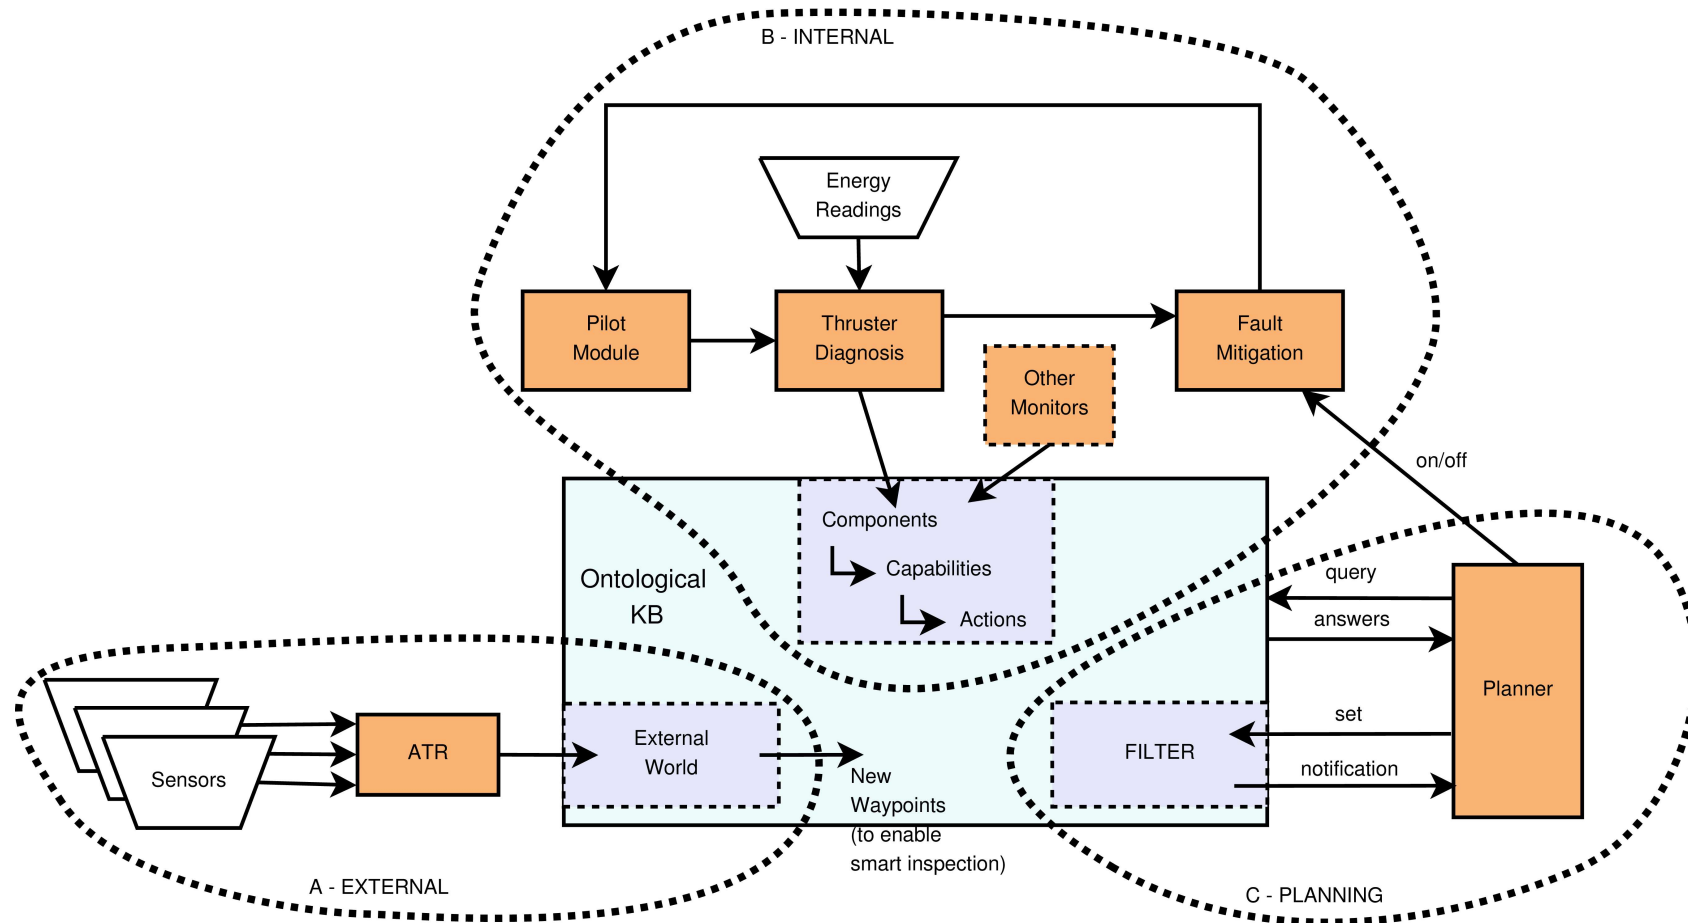 B - INTERNAL
Energy
Readings
Pilot
Module
Thruster
Diagnosis
Fault
Mitigation
Other
Monitors
on/off
Components
Capabilities
Actions
Ontological
KB
query
answers
Planner
set
notification
FILTER
External
World
New
Waypoints
(to enable
smart inspection)
ATR
Sensors
A - EXTERNAL
C - PLANNING